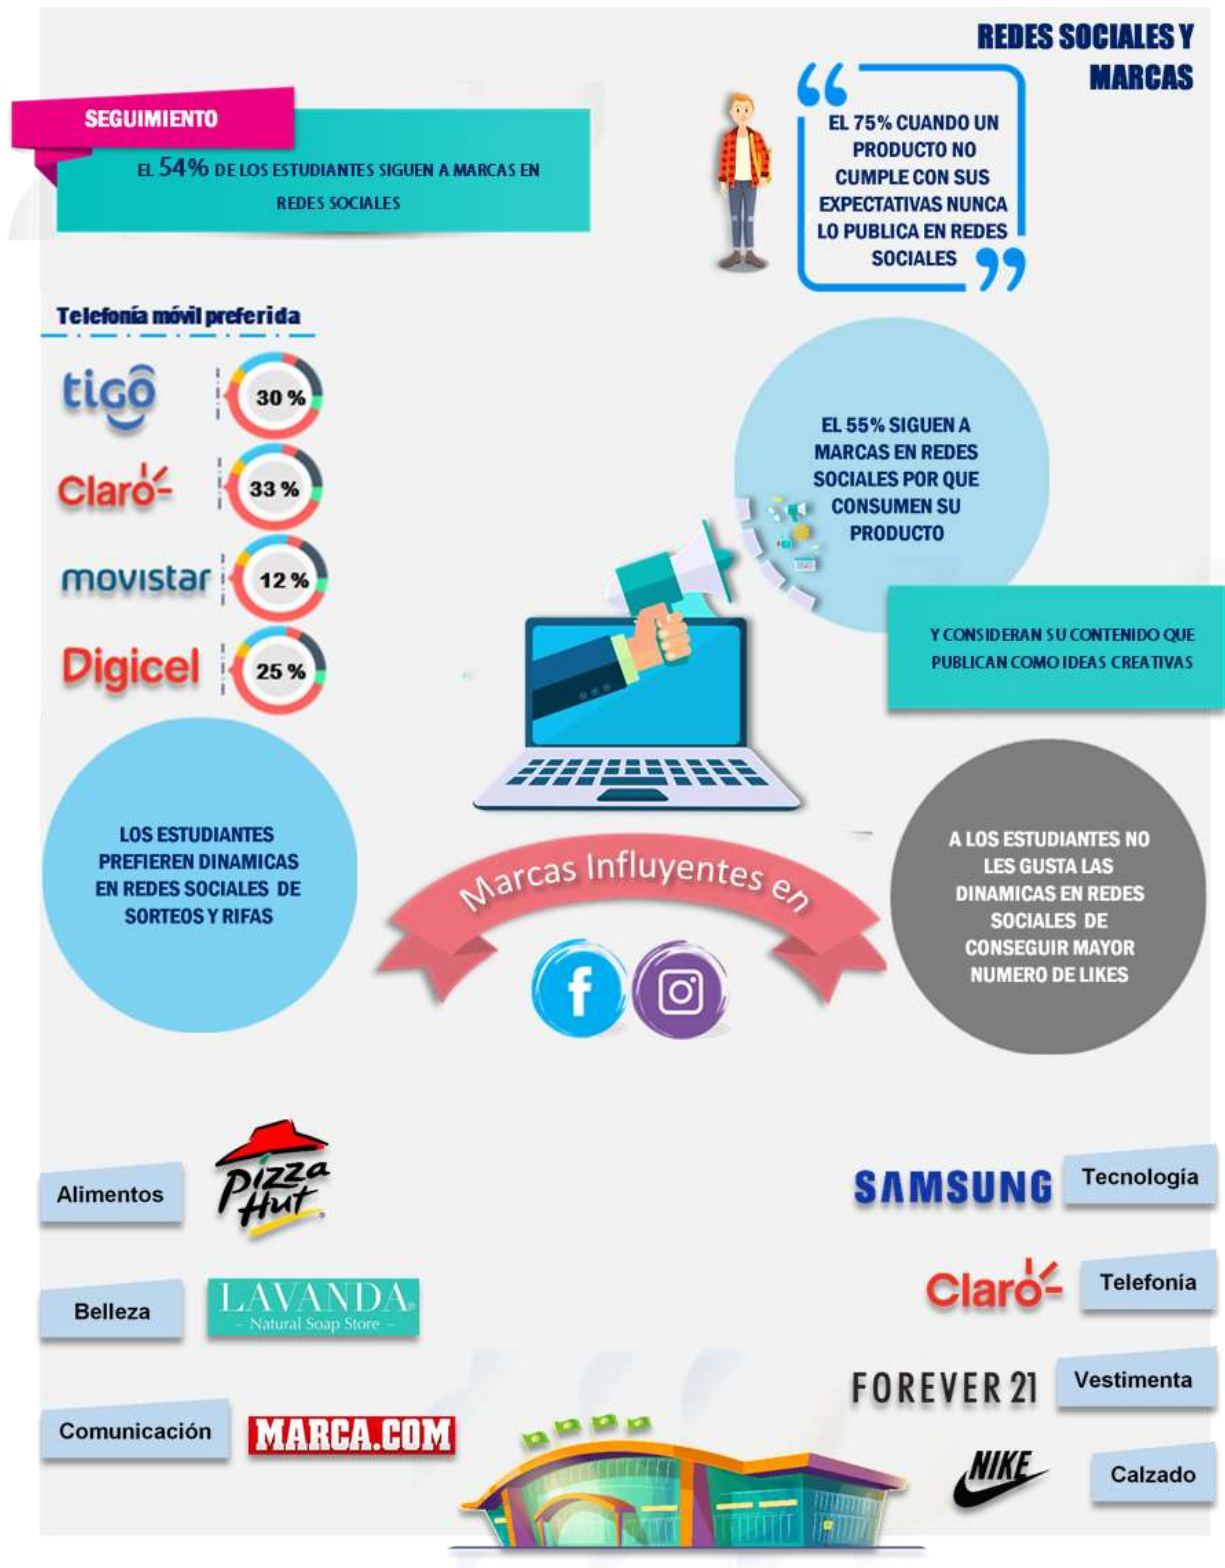 REDES SOCIALES Y
MARCAS
SEGUIMIENTO
EL 54% DE LOS ESTUDIANTES SIGUEN A MARCAS EN
REDES SOCIALES
EL 75% CUANDO UN
PRODUCTO NO
CUMPLE CON SUS
EXPECTATIVAS NUNCA
LO PUBLICA EN REDES
SOCIALES
Telefonía móvil preferida
tigo
30 %
Claro
33 %
movistar
12 %
Digicel
25 %
EL 55% SIGUEN A
MARCAS EN REDES
SOCIALES POR QUE
CONSUMEN SU
PRODUCTO
Y CONSIDERAN SU CONTENIDO QUE
PUBLICAN COMO IDEAS CREATIVAS
LOS ESTUDIANTES
PREFIEREN DINAMICAS
EN REDES SOCIALES DE
SORTEOS Y RIFAS
Marcas Influyentes en
A LOS ESTUDIANTES NO
LES GUSTA LAS
DINAMICAS EN REDES
SOCIALES DE
CONSEGUIR MAYOR
NUMERO DE LIKES
Alimentos
Pizza
Hut
Belleza
LAVANDA®
- Natural Soap Store -
Comunicación
MARCA.COM
SAMSUNG
Tecnología
Claro
Telefonía
FOREVER 21
Vestimenta
NIKE
Calzado